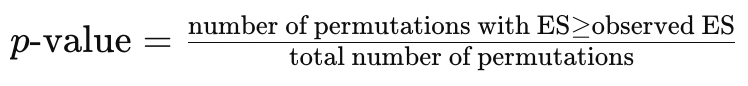 p-value = number of permutations with ES≥observed ES
total number of permutations